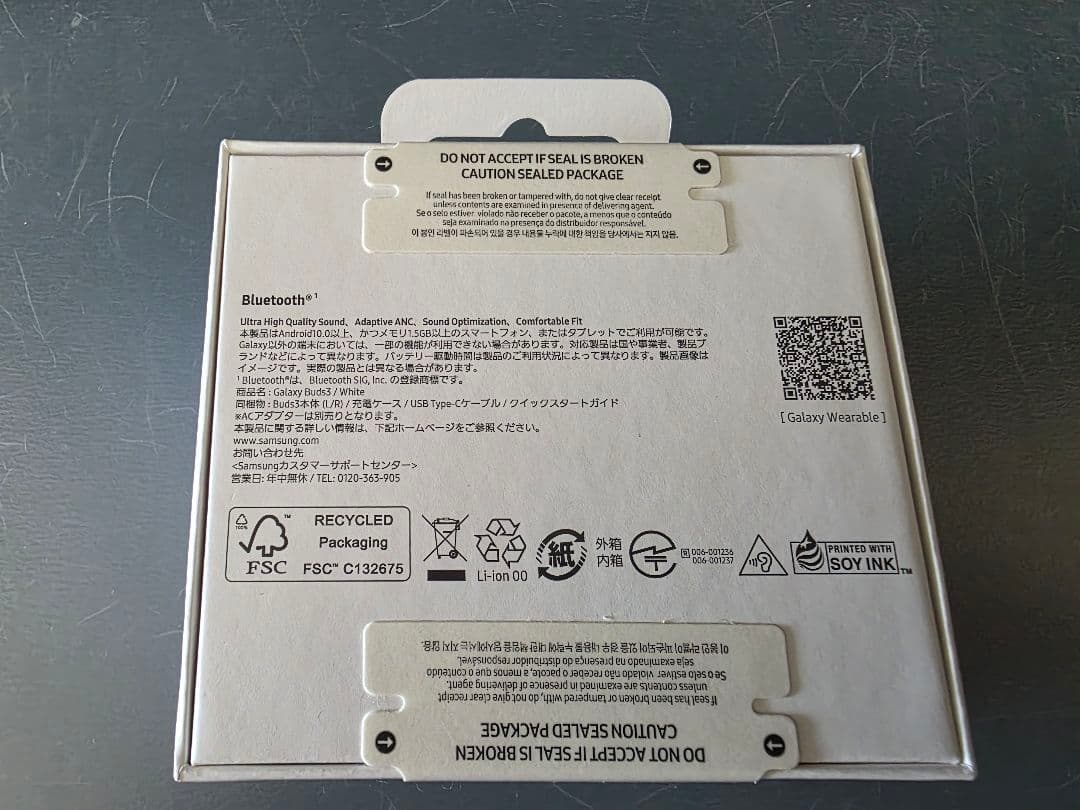 DO NOT ACCEPT IF SEAL IS BROKEN
CAUTION SEALED PACKAGE
If seal has been broken or tampered with, do not give clear receipt
unless contents are examined in presence of delivering agent.
Se o selo estiver violado não receber o pacote, a menos que o conteúdo
seja examinado na presença do distribuidor responsável.
이 봉인 라벨이 파손되어 있을 경우 내용물 누락에 대한 책임을 당사에서는 지지 않음.
Bluetooth®¹
Ultra High Quality Sound、Adaptive ANC、Sound Optimization、Comfortable Fit
本製品はAndroid10.0以上、かつメモリ1.5GB以上のスマートフォン、またはタブレットでご利用が可能です。
Galaxy以外の端末においては、一部の機能が利用できない場合があります。対応製品は国や事業者、製品ブ
ランドなどによって異なります。バッテリー駆動時間は製品のご利用状況によって異なります。製品画像は
イメージです。実際の製品とは異なる場合があります。
¹ Bluetooth®は、Bluetooth SIG, Inc. の登録商標です。
商品名 : Galaxy Buds3 / White
同梱物 : Buds3本体 (L/R) / 充電ケース / USB Type-Cケーブル / クイックスタートガイド
※ACアダプターは別売りとなります。
本製品に関する詳しい情報は、下記ホームページをご参照ください。
www.samsung.com
お問い合わせ先
<Samsungカスタマーサポートセンター>
営業日: 年中無休 / TEL: 0120-363-905
[ Galaxy Wearable ]
100%
FSC™
RECYCLED
Packaging
FSC™ C132675
Li-ion 00
紙
外箱
内箱
006-001236
006-001237
PRINTED WITH
SOY INK™
DO NOT ACCEPT IF SEAL IS BROKEN
CAUTION SEALED PACKAGE
If seal has been broken or tampered with, do not give clear receipt
unless contents are examined in presence of delivering agent.
Se o selo estiver violado não receber o pacote, a menos que o conteúdo
seja examinado na presença do distribuidor responsável.
이 봉인 라벨이 파손되어 있을 경우 내용물 누락에 대한 책임을 당사에서는 지지 않음.